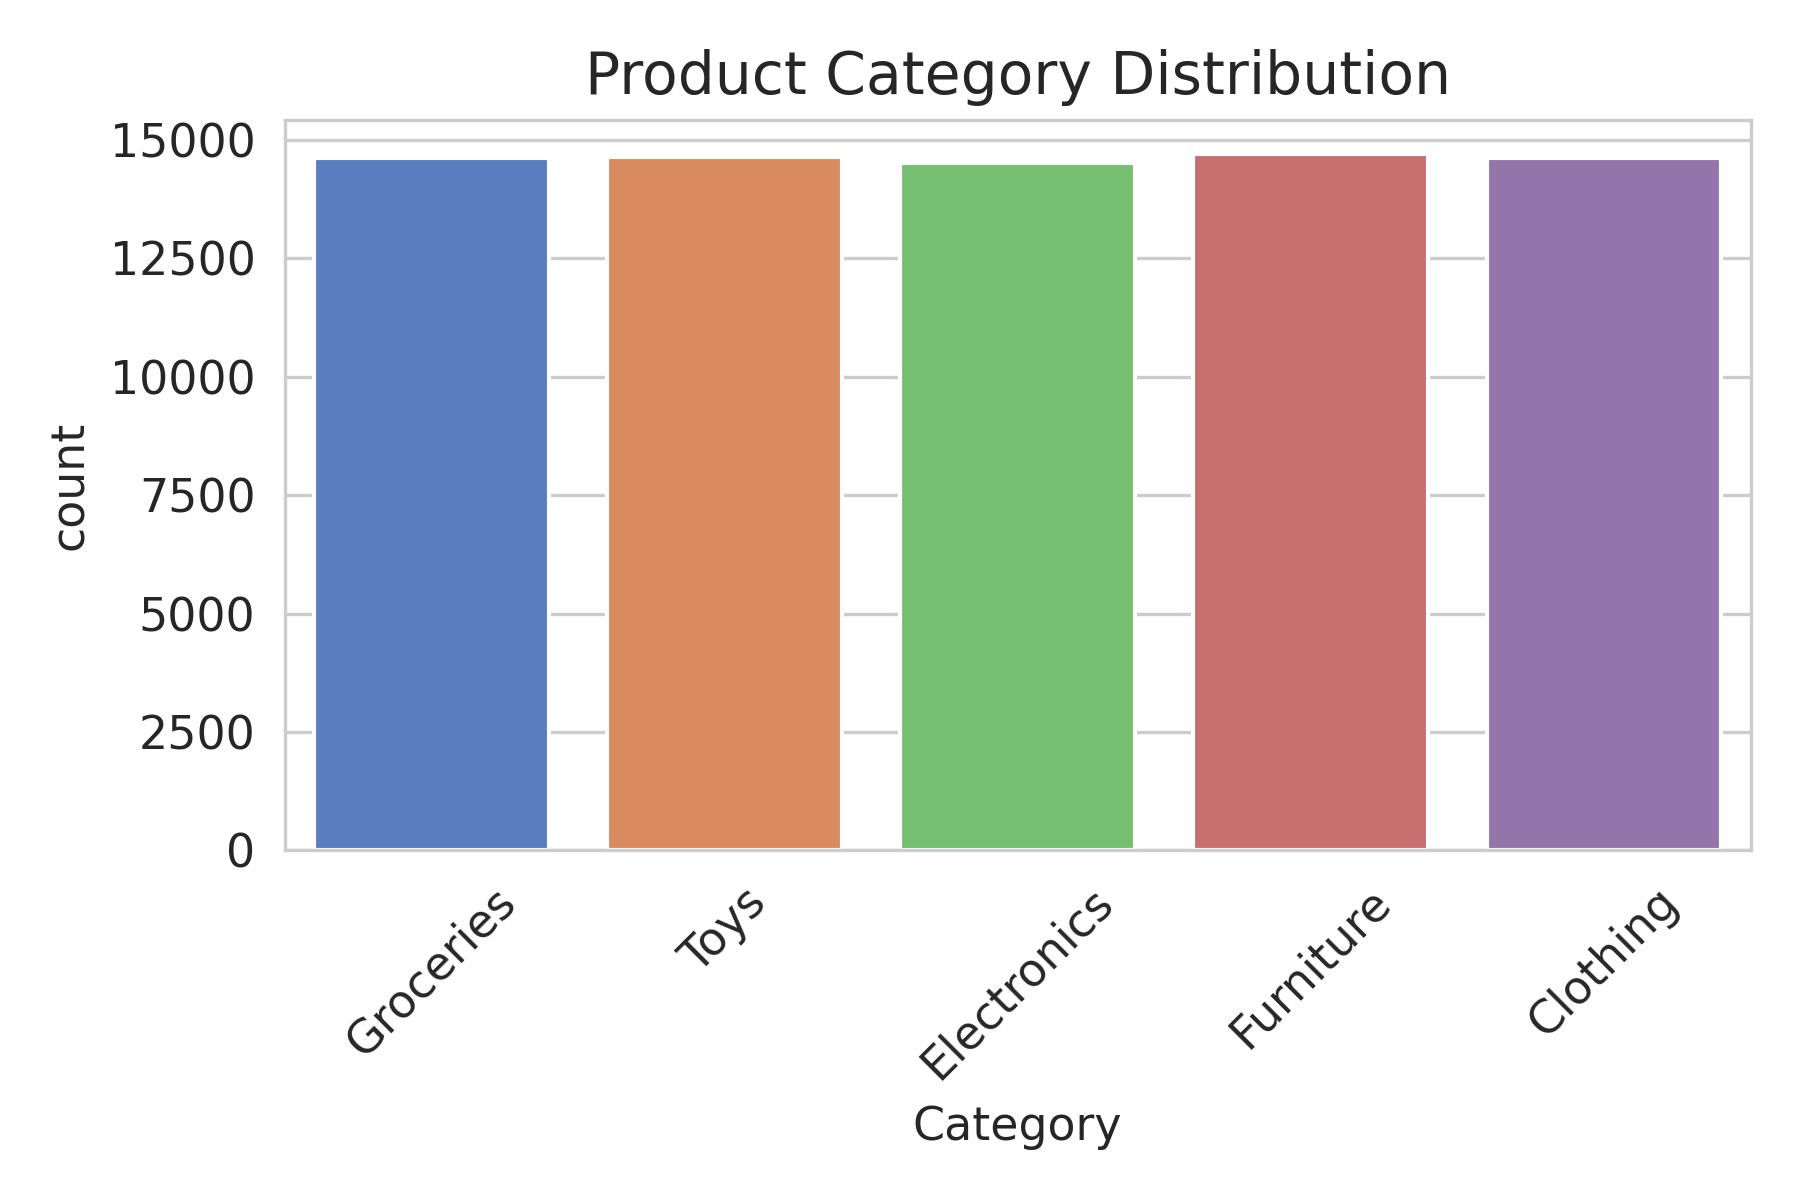 Product Category Distribution
15000
12500
10000
7500
5000
2500
0
count
Groceries
Toys
Electronics
Furniture
Clothing
Category